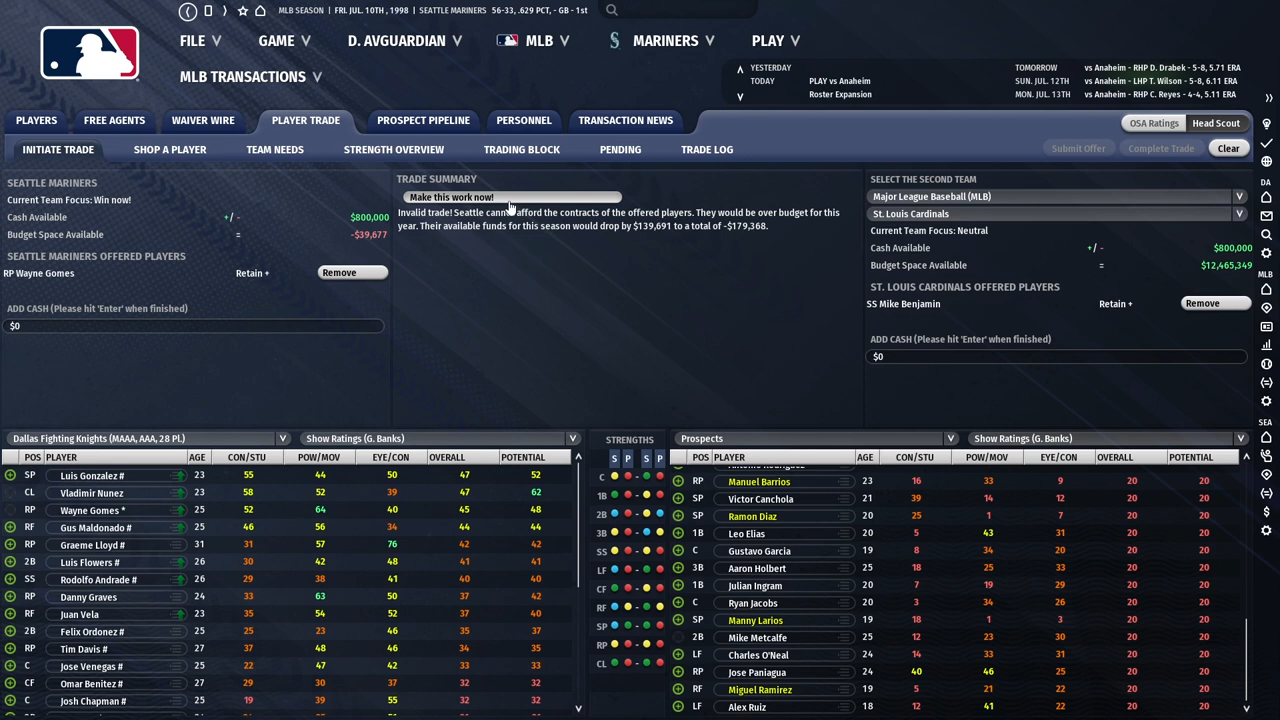 MLB SEASON | FRI. JUL. 10TH , 1998 | SEATTLE MARINERS 56-33, .629 PCT, - GB - 1st
FILE GAME D. AVGUARDIAN MLB MARINERS PLAY
MLB TRANSACTIONS
YESTERDAY
TODAY PLAY vs Anaheim
Roster Expansion
TOMORROW vs Anaheim - RHP D. Drabek - 5-8, 5.71 ERA
SUN. JUL. 12TH vs Anaheim - LHP T. Wilson - 5-8, 6.11 ERA
MON. JUL. 13TH vs Anaheim - RHP C. Reyes - 4-4, 5.11 ERA
PLAYERS FREE AGENTS WAIVER WIRE PLAYER TRADE PROSPECT PIPELINE PERSONNEL TRANSACTION NEWS
OSA Ratings Head Scout
INITIATE TRADE SHOP A PLAYER TEAM NEEDS STRENGTH OVERVIEW TRADING BLOCK PENDING TRADE LOG
Submit Offer Complete Trade Clear
SEATTLE MARINERS
Current Team Focus: Win now!
Cash Available +/ - $800,000
Budget Space Available = -$39,677
SEATTLE MARINERS OFFERED PLAYERS
RP Wayne Gomes Retain + Remove
ADD CASH (Please hit 'Enter' when finished)
$0
TRADE SUMMARY
Make this work now!
Invalid trade! Seattle cannot afford the contracts of the offered players. They would be over budget for this
year. Their available funds for this season would drop by $139,691 to a total of -$179,368.
SELECT THE SECOND TEAM
Major League Baseball (MLB)
St. Louis Cardinals
Current Team Focus: Neutral
Cash Available +/ - $800,000
Budget Space Available = $12,465,349
ST. LOUIS CARDINALS OFFERED PLAYERS
SS Mike Benjamin Retain + Remove
ADD CASH (Please hit 'Enter' when finished)
$0
Dallas Fighting Knights (MAAA, AAA, 28 Pl.) Show Ratings (G. Banks)
POS PLAYER AGE CON/STU POW/MOV EYE/CON OVERALL POTENTIAL
SP Luis Gonzalez # 23 55 44 50 47 52
CL Vladimir Nunez 23 58 52 39 47 62
RP Wayne Gomes * 25 52 64 40 45 48
RF Gus Maldonado # 25 46 56 34 44 44
RP Graeme Lloyd # 31 31 57 76 42 42
2B Luis Flowers # 26 30 42 48 41 41
SS Rodolfo Andrade # 26 29 38 41 40 40
RP Danny Graves 24 33 63 50 37 42
RF Juan Vela 23 35 54 52 37 40
2B Felix Ordonez # 25 25 23 46 35 37
1B Tim Davis # 27 37 48 46 34 35
C Jose Venegas # 25 22 47 42 33 33
CF Omar Benitez # 27 29 30 37 32 32
C Josh Chapman # 25 19 39 55 32 32
STRENGTHS
S P - S P
C
1B
2B
3B
SS
LF
CF
RF
SP
RP
CL
Prospects Show Ratings (G. Banks)
POS PLAYER AGE CON/STU POW/MOV EYE/CON OVERALL POTENTIAL
RP Manuel Barrios 23 16 33 9 20 20
SP Victor Canchola 21 39 14 12 20 20
SP Ramon Diaz 20 25 1 7 20 20
1B Leo Elias 20 5 43 31 20 20
C Gustavo Garcia 19 8 34 20 20 20
3B Aaron Holbert 25 18 25 33 20 20
1B Julian Ingram 20 7 19 29 20 20
C Ryan Jacobs 20 3 34 26 20 20
SP Manny Larios 19 18 1 3 20 20
2B Mike Metcalfe 25 12 23 30 20 20
LF Charles O'Neal 24 14 33 31 20 20
RP Jose Paniagua 24 40 46 25 20 20
RF Miguel Ramirez 19 5 21 22 20 20
LF Alex Ruiz 18 12 41 22 20 20
DA
MLB
SEA